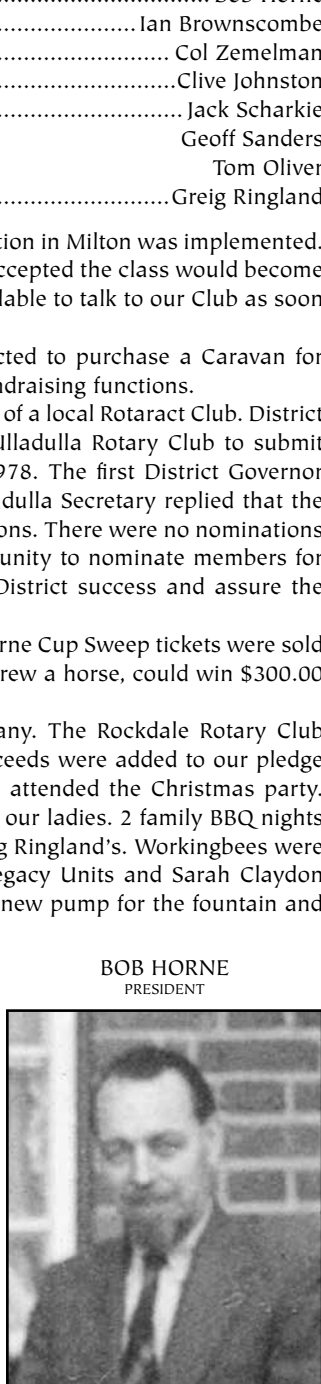 .......................................Bob Horne
........................Ian Brownscombe
............................... Col Zemelman
...............................Clive Johnston
................................ Jack Scharkie
Geoff Sanders
Tom Oliver
..............................Greig Ringland
tion in Milton was implemented.
ccepted the class would become
lable to talk to our Club as soon
cted to purchase a Caravan for
ndraising functions.
of a local Rotaract Club. District
Ulladulla Rotary Club to submit
978. The first District Governor
dulla Secretary replied that the
ons. There were no nominations
unity to nominate members for
District success and assure the
rne Cup Sweep tickets were sold
rew a horse, could win $300.00
any. The Rockdale Rotary Club
ceeds were added to our pledge
attended the Christmas party.
our ladies. 2 family BBQ nights
g Ringland's. Workingbees were
egacy Units and Sarah Claydon
new pump for the fountain and
BOB HORNE
PRESIDENT